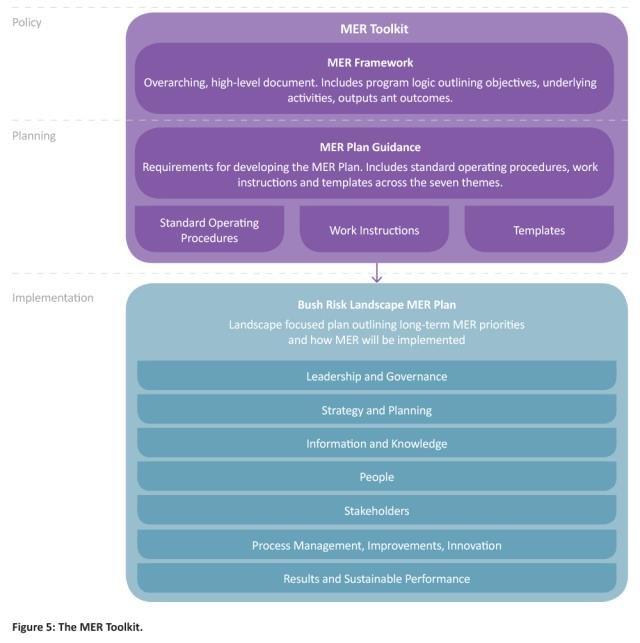 Policy
MER Toolkit
MER Framework
Overarching, high-level document. Includes program logic outlining objectives, underlying
activities, outputs ant outcomes.
Planning
MER Plan Guidance
Requirements for developing the MER Plan. Includes standard operating procedures, work
instructions and templates across the seven themes.
Standard Operating
Procedures
Work Instructions
Templates
Implementation
Bush Risk Landscape MER Plan
Landscape focused plan outlining long-term MER priorities
and how MER will be implemented
Leadership and Governance
Strategy and Planning
Information and Knowledge
People
Stakeholders
Process Management, Improvements, Innovation
Results and Sustainable Performance
Figure 5: The MER Toolkit.